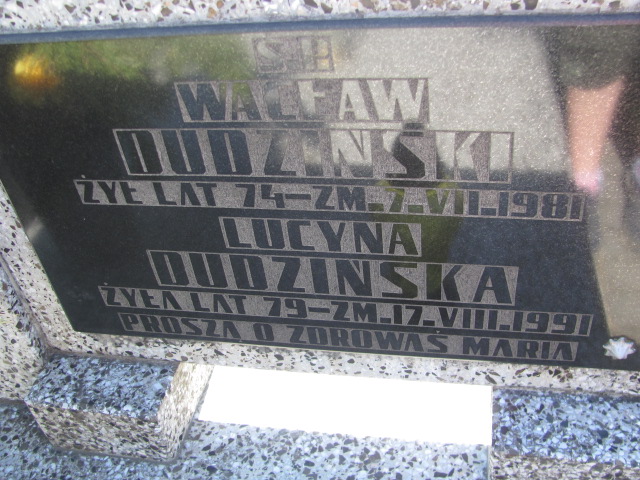 Ś.P.
WACŁAW
DUDZIŃSKI
ŻYŁ LAT 74-ZM.7.VII.1981
LUCYNA
DUDZIŃSKA
ŻYŁA LAT 79-ZM.17.VIII.1991
PROSZĄ O ZDROWAŚ MARIA